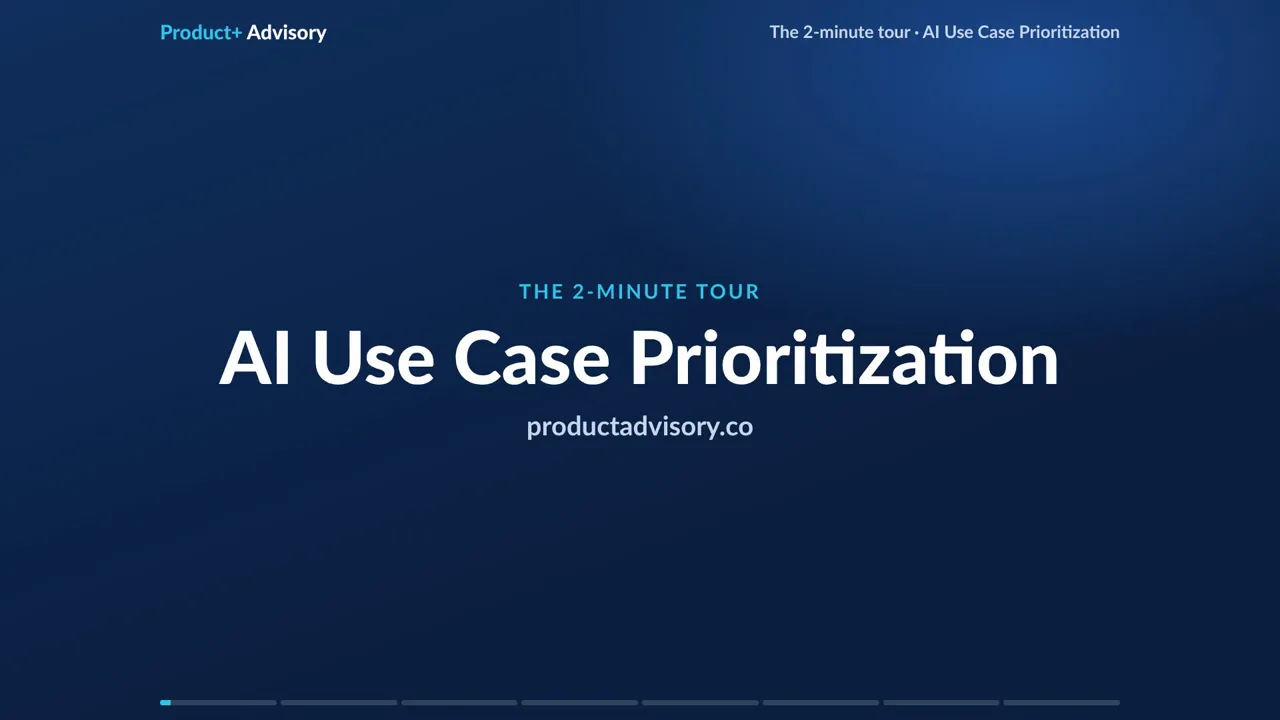 Product+ Advisory
The 2-minute tour · AI Use Case Prioritization
THE 2-MINUTE TOUR
AI Use Case Prioritization
productadvisory.co